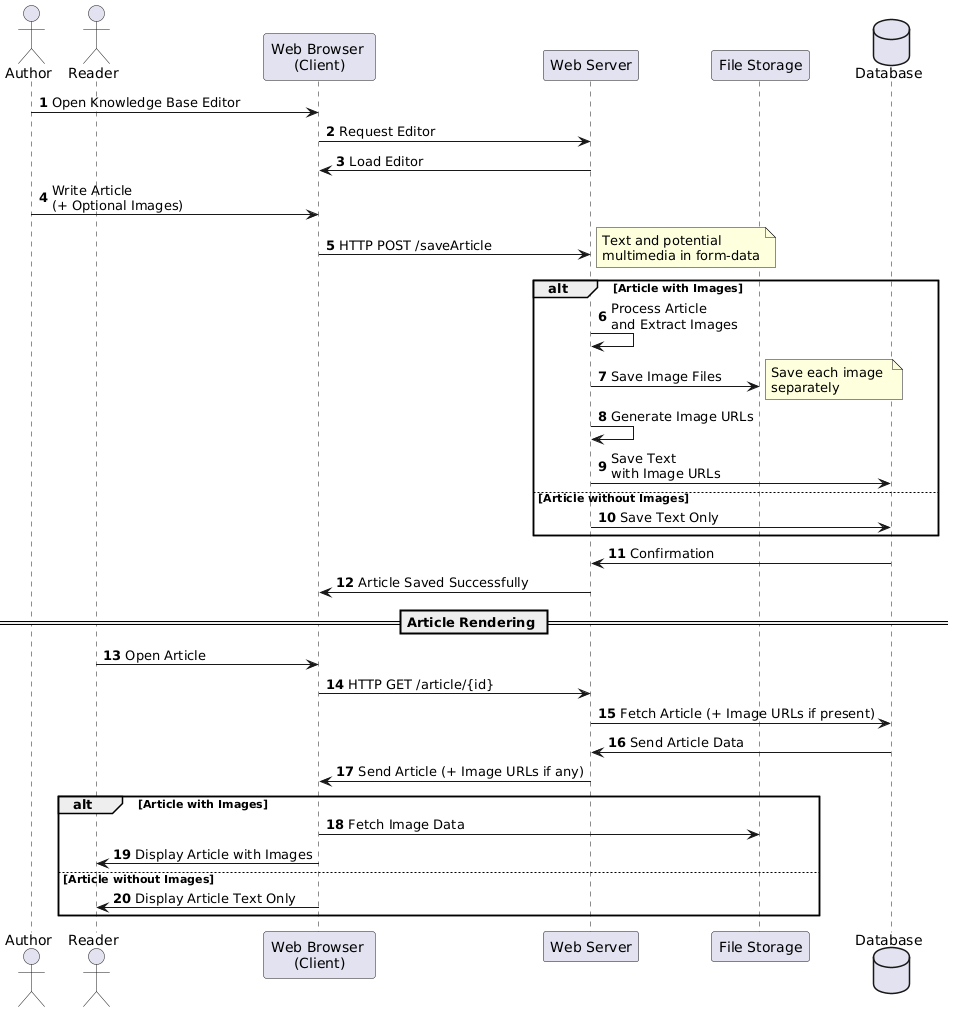 Author
Reader
Web Browser
(Client)
Web Server
File Storage
Database
1 Open Knowledge Base Editor
2 Request Editor
3 Load Editor
4 Write Article
(+ Optional Images)
5 HTTP POST /saveArticle
Text and potential
multimedia in form-data
alt [Article with Images]
6 Process Article
and Extract Images
7 Save Image Files
Save each image
separately
8 Generate Image URLs
9 Save Text
with Image URLs
[Article without Images]
10 Save Text Only
11 Confirmation
12 Article Saved Successfully
Article Rendering
13 Open Article
14 HTTP GET /article/{id}
15 Fetch Article (+ Image URLs if present)
16 Send Article Data
17 Send Article (+ Image URLs if any)
alt [Article with Images]
18 Fetch Image Data
19 Display Article with Images
[Article without Images]
20 Display Article Text Only
Author
Reader
Web Browser
(Client)
Web Server
File Storage
Database